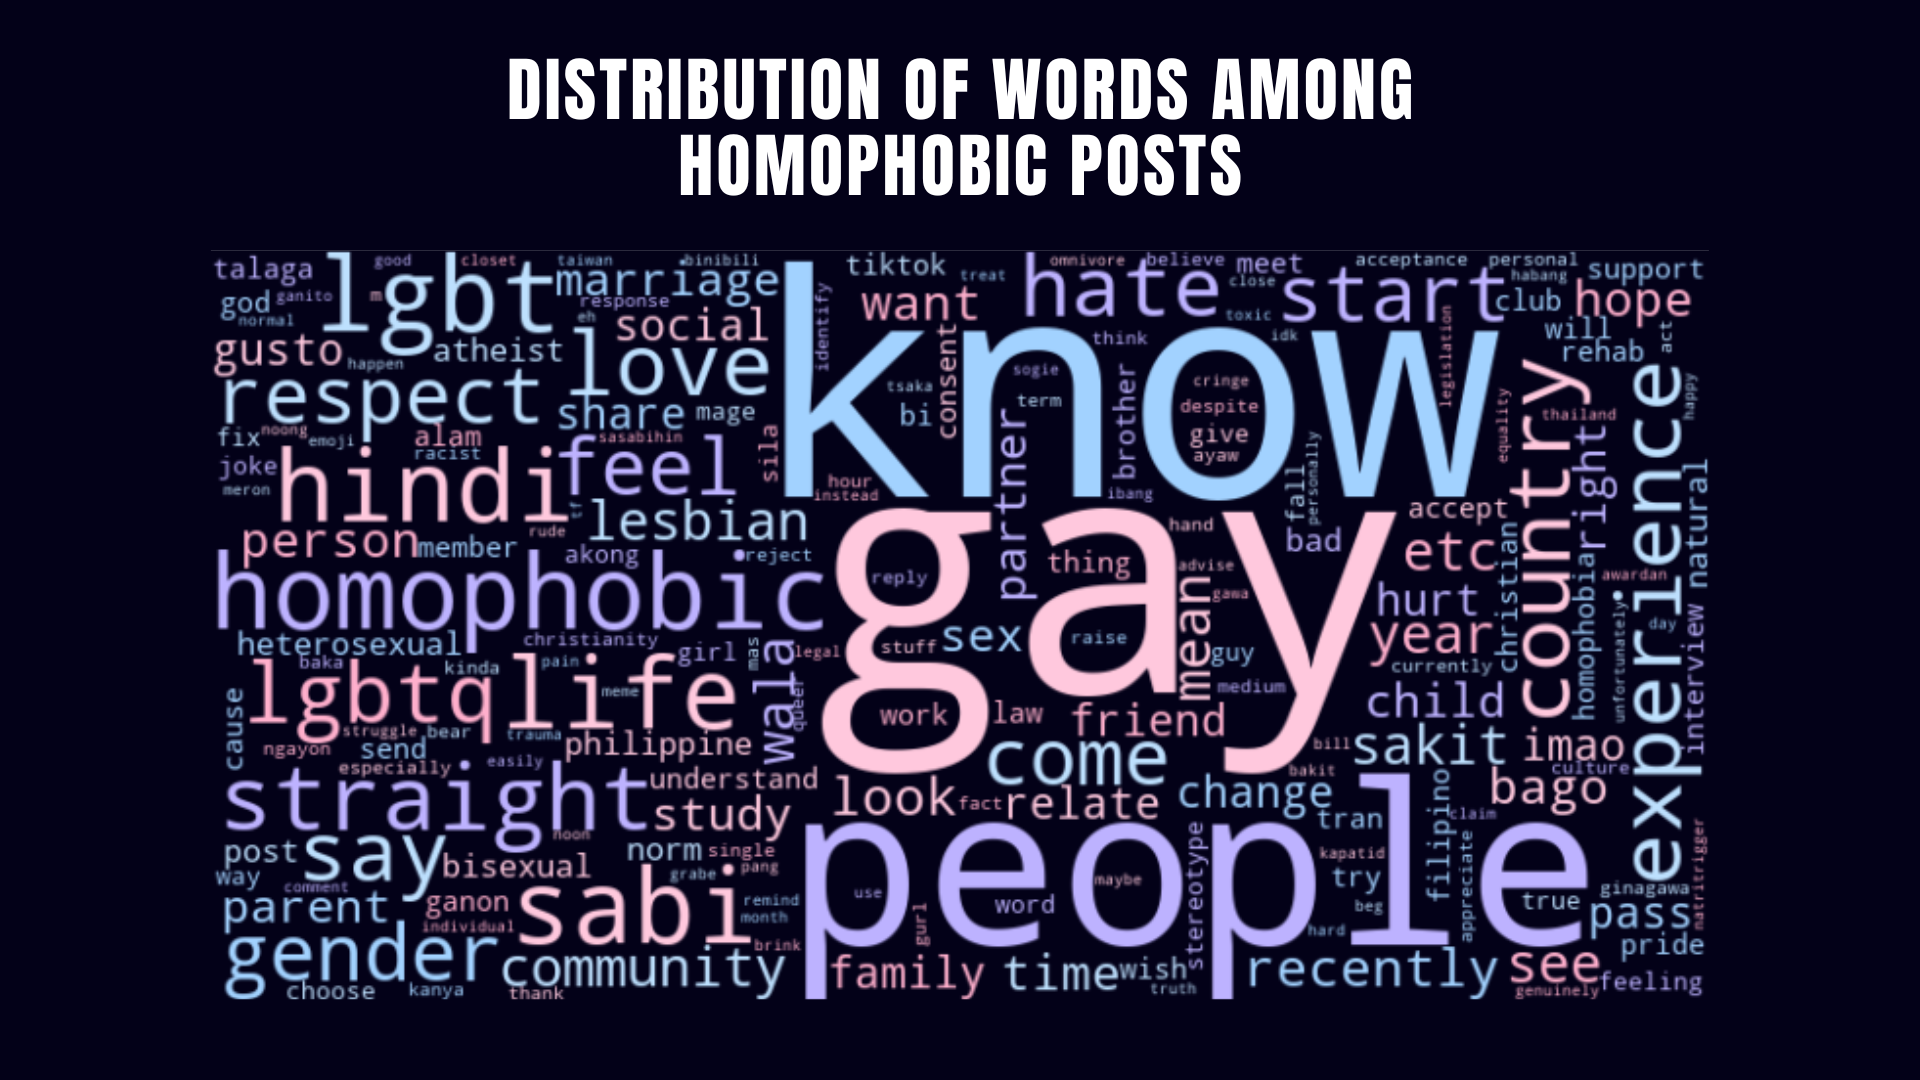 DISTRIBUTION OF WORDS AMONG
HOMOPHOBIC POSTS
talaga
good
closet
taiwan
binibili
tiktok
treat
omnivore
believe
meet
acceptance
personal
habang
support
god
ganito
normal
m
lgbt
marriage
response
eh
social
identify
want
hate
close
start
club
hope
toxic
idk
legislation
will
rehab
act
gusto
happen
atheist
love
know
consent
think
sogie
cringe
tsaka
bi
term
brother
despite
give
ayaw
equality
country
thailand
happy
respect
share
mage
fix
noong
emoji
alam
racist
sasabihin
sila
joke
meron
hindi
feel
tf
hour
instead
partner
ibang
fall
personally
right
experience
natural
lesbian
rude
person
member
akong
reject
gay
hand
bad
accept
etc
christian
homophobia
awardan
homophobic
reply
thing
advise
gawa
mean
hurt
year
unfortunately
day
interview
heterosexual
christianity
girl
mas
wala
legal
stuff
sex
raise
guy
currently
baka
kinda
pain
meme
queer
medium
child
cause
lgbtq
life
work
law
friend
struggle
bear
trauma
ngayon
send
philippine
come
bill
sakit
imao
especially
easily
bakit
culture
straight
understand
look
fact
relate
change
bago
study
tran
filipino
claim
noon
post
say
bisexual
norm
single
people
stereotype
kapatid
appreciate
natritrigger
way
comment
grabe
pang
use
maybe
try
ginagawa
parent
ganon
sabi
remind
month
gurl
word
beg
true
pass
individual
hard
gender
community
brink
family
time
wish
recently
see
pride
choose
kanya
thank
truth
genuinely
feeling